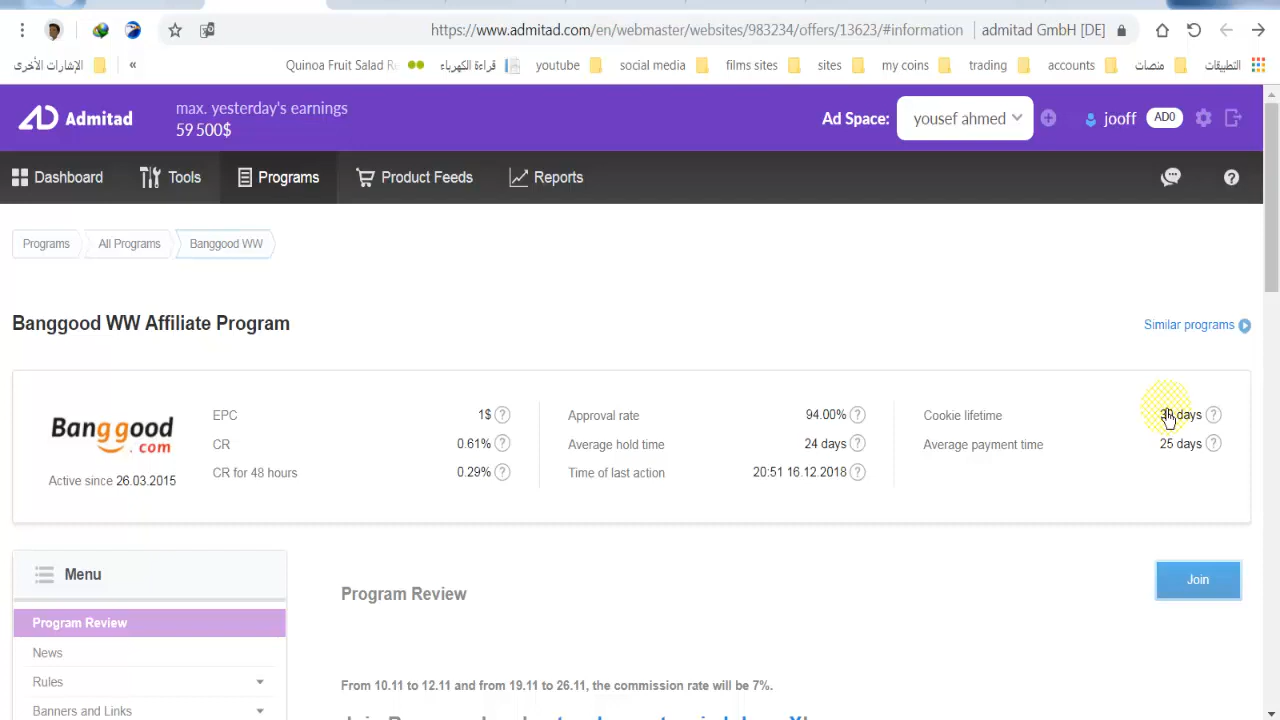 https://www.admitad.com/en/webmaster/websites/983234/offers/13623/#information admitad GmbH [DE]
الإشارات الأخرى « Quinoa Fruit Salad Re قراءة الكهرباء youtube social media films sites sites my coins trading accounts منصات التطبيقات
Admitad
max. yesterday's earnings
59 500$
Ad Space: yousef ahmed jooff AD0
Dashboard Tools Programs Product Feeds Reports
Programs All Programs Banggood WW
Banggood WW Affiliate Program
Similar programs
Banggood
.com
Active since 26.03.2015
EPC 1$
CR 0.61%
CR for 48 hours 0.29%
Approval rate 94.00%
Average hold time 24 days
Time of last action 20:51 16.12.2018
Cookie lifetime days
Average payment time 25 days
Menu
Program Review
News
Rules
Banners and Links
Program Review
Join
From 10.11 to 12.11 and from 19.11 to 26.11, the commission rate will be 7%.